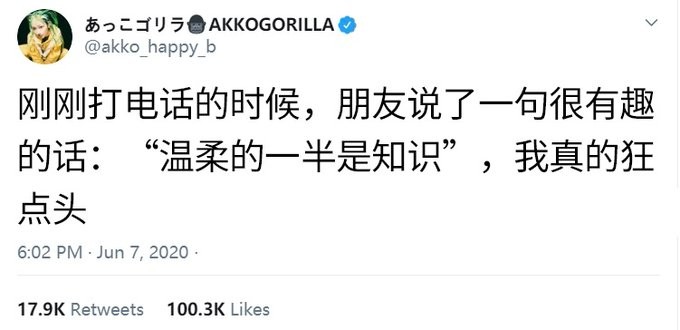 あっこゴリラ🦍AKKOGORILLA
@akko_happy_b
刚刚打电话的时候，朋友说了一句很有趣
的话：“温柔的一半是知识”，我真的狂
点头
6:02 PM · Jun 7, 2020 ·
17.9K Retweets 100.3K Likes